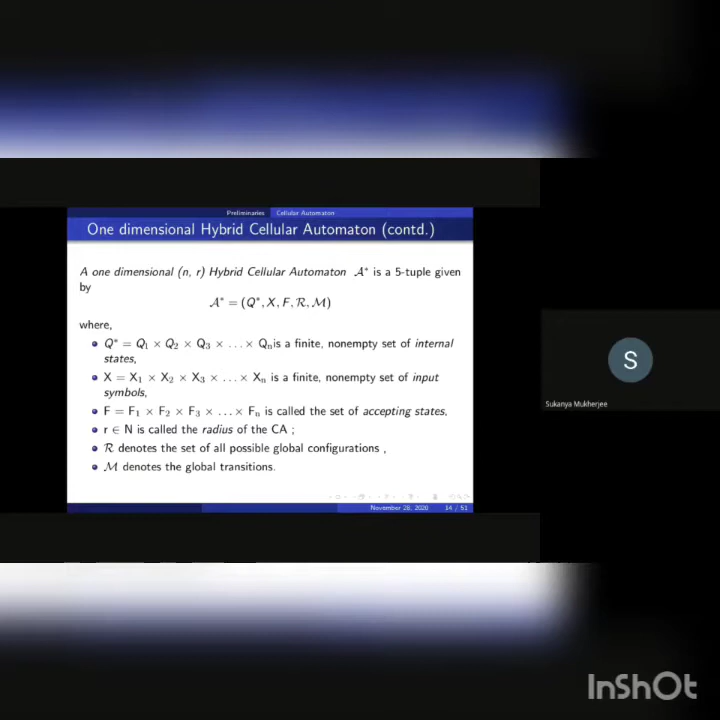 Preliminaries Cellular Automaton
One dimensional Hybrid Cellular Automaton (contd.)
A one dimensional (n, r) Hybrid Cellular Automaton 𝒜* is a 5-tuple given
by
𝒜* = (Q*, X, F, ℛ, ℳ)
where,
• Q* = Q₁ × Q₂ × Q₃ × ... × Qₙis a finite, nonempty set of internal
states,
• X = X₁ × X₂ × X₃ × ... × Xₙ is a finite, nonempty set of input
symbols,
• F = F₁ × F₂ × F₃ × ... × Fₙ is called the set of accepting states,
• r ∈ N is called the radius of the CA ;
• ℛ denotes the set of all possible global configurations ,
• ℳ denotes the global transitions.
November 28, 2020 14 / 51
S
Sukanya Mukherjee
InShOt